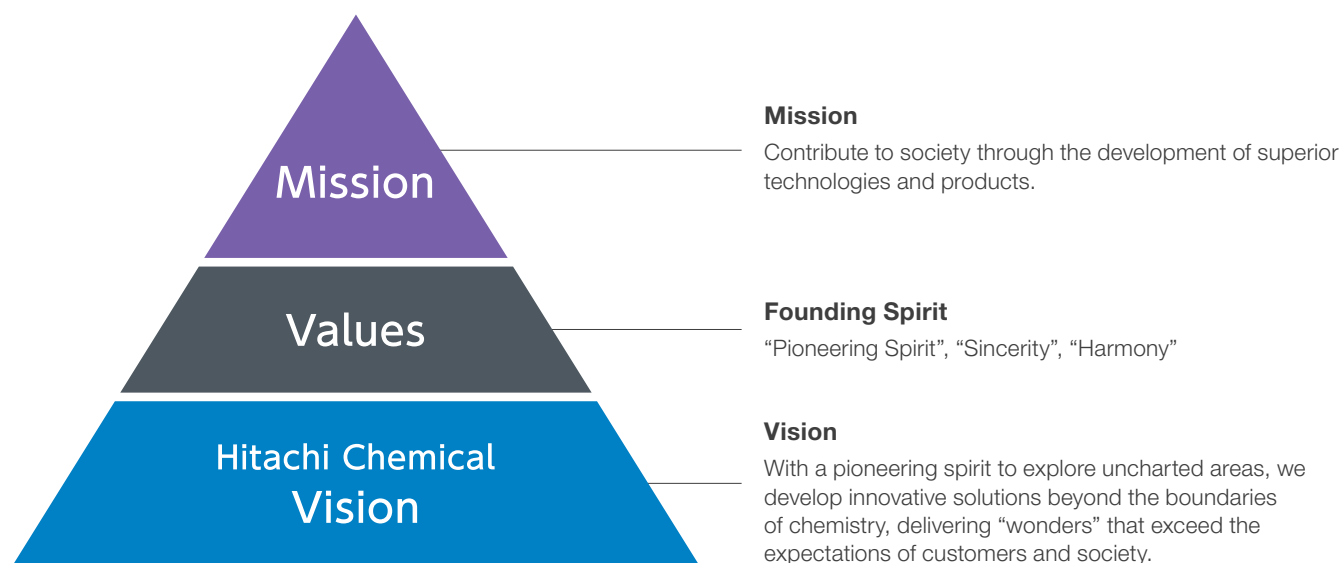 Mission
Mission
Contribute to society through the development of superior
technologies and products.
Values
Founding Spirit
“Pioneering Spirit”, “Sincerity”, “Harmony”
Hitachi Chemical
Vision
Vision
With a pioneering spirit to explore uncharted areas, we
develop innovative solutions beyond the boundaries
of chemistry, delivering “wonders” that exceed the
expectations of customers and society.